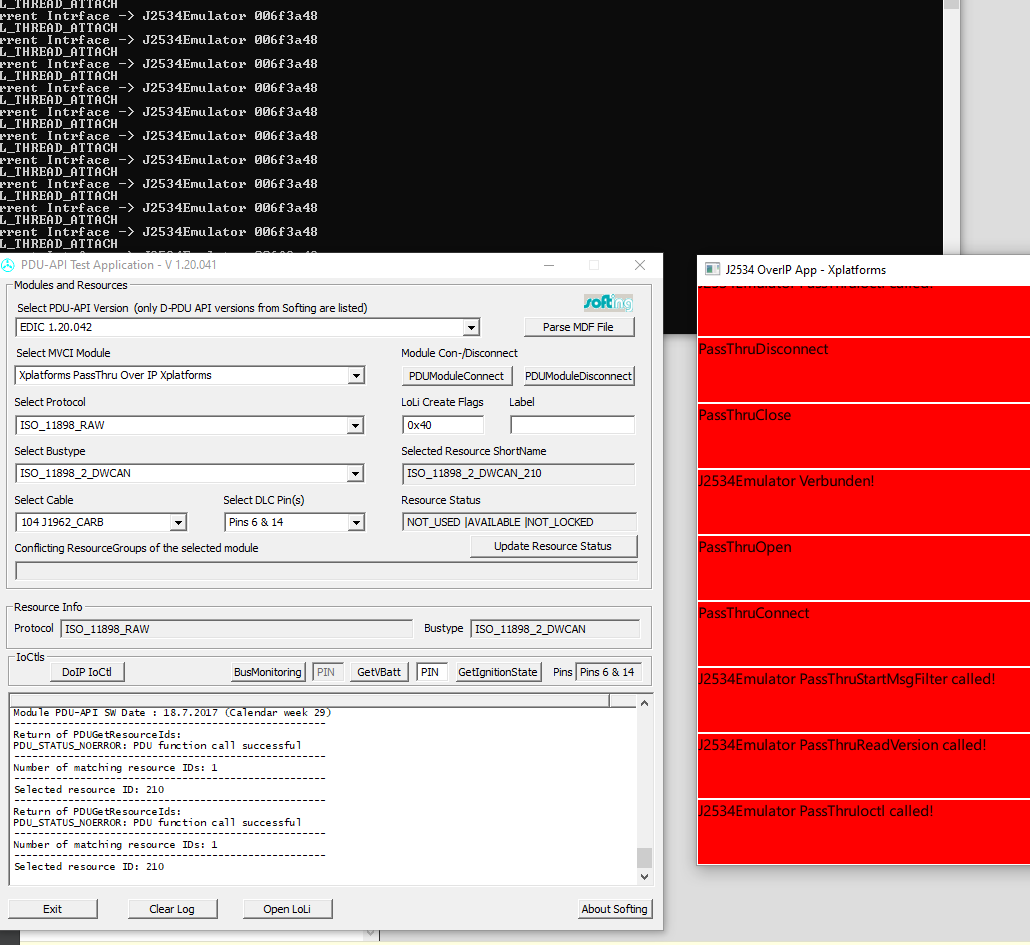 L_THREAD_ATTACH
rrent Intrface -> J2534Emulator 006f3a48
L_THREAD_ATTACH
rrent Intrface -> J2534Emulator 006f3a48
L_THREAD_ATTACH
rrent Intrface -> J2534Emulator 006f3a48
L_THREAD_ATTACH
rrent Intrface -> J2534Emulator 006f3a48
L_THREAD_ATTACH
rrent Intrface -> J2534Emulator 006f3a48
L_THREAD_ATTACH
rrent Intrface -> J2534Emulator 006f3a48
L_THREAD_ATTACH
rrent Intrface -> J2534Emulator 006f3a48
L_THREAD_ATTACH
rrent Intrface -> J2534Emulator 006f3a48
L_THREAD_ATTACH
rrent Intrface -> J2534Emulator 006f3a48
L_THREAD_ATTACH
rrent Intrface -> J2534Emulator 006f3a48
L_THREAD_ATTACH
PDU-API Test Application - V 1.20.041
Modules and Resources
Select PDU-API Version (only D-PDU API versions from Softing are listed)
softing
EDIC 1.20.042
Parse MDF File
Select MVCI Module
Module Con-/Disconnect
Xplatforms PassThru Over IP Xplatforms
PDUModuleConnect
PDUModuleDisconnect
Select Protocol
LoLi Create Flags
Label
ISO_11898_RAW
0x40
Select Bustype
Selected Resource ShortName
ISO_11898_2_DWCAN
ISO_11898_2_DWCAN_210
Select Cable
Select DLC Pin(s)
Resource Status
104 J1962_CARB
Pins 6 & 14
NOT_USED |AVAILABLE |NOT_LOCKED
Conflicting ResourceGroups of the selected module
Update Resource Status
Resource Info
Protocol
ISO_11898_RAW
Bustype
ISO_11898_2_DWCAN
IoCtls
DoIP IoCtl
BusMonitoring
PIN
GetVBatt
PIN
GetIgnitionState
Pins
Pins 6 & 14
Module PDU-API SW Date : 18.7.2017 (Calendar week 29)
--------------------------------------------------
Return of PDUGetResourceIds:
PDU_STATUS_NOERROR: PDU function call successful
--------------------------------------------------
Number of matching resource IDs: 1
--------------------------------------------------
Selected resource ID: 210
--------------------------------------------------
Return of PDUGetResourceIds:
PDU_STATUS_NOERROR: PDU function call successful
--------------------------------------------------
Number of matching resource IDs: 1
--------------------------------------------------
Selected resource ID: 210
Exit
Clear Log
Open LoLi
About Softing
J2534 OverIP App - Xplatforms
J2534Emulator PassThruIoctl called!
PassThruDisconnect
PassThruClose
J2534Emulator Verbunden!
PassThruOpen
PassThruConnect
J2534Emulator PassThruStartMsgFilter called!
J2534Emulator PassThruReadVersion called!
J2534Emulator PassThruIoctl called!